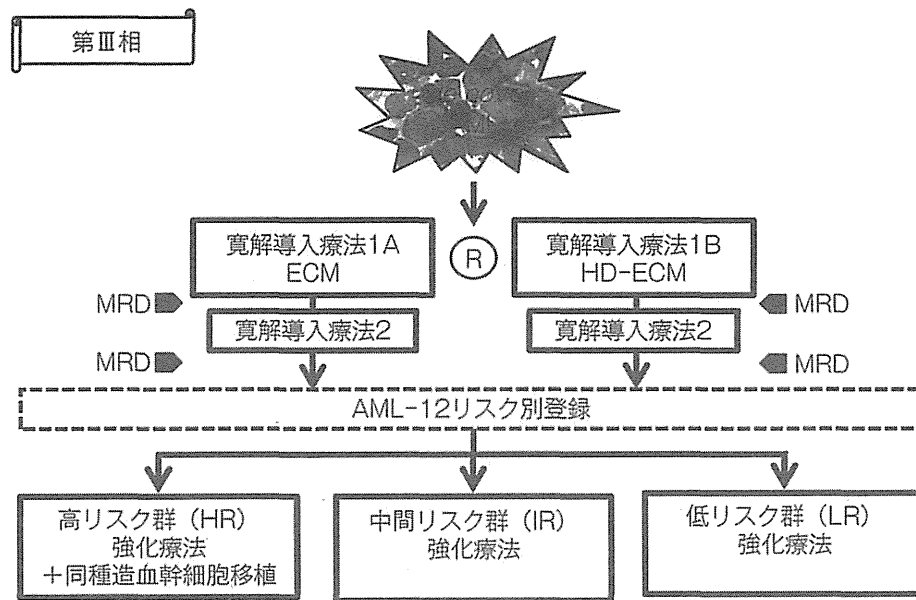 第Ⅲ相
寛解導入療法1A
ECM
R
寛解導入療法1B
HD-ECM
MRD
MRD
寛解導入療法2
寛解導入療法2
MRD
MRD
AML-12リスク別登録
高リスク群（HR）
強化療法
＋同種造血幹細胞移植
中間リスク群（IR）
強化療法
低リスク群（LR）
強化療法